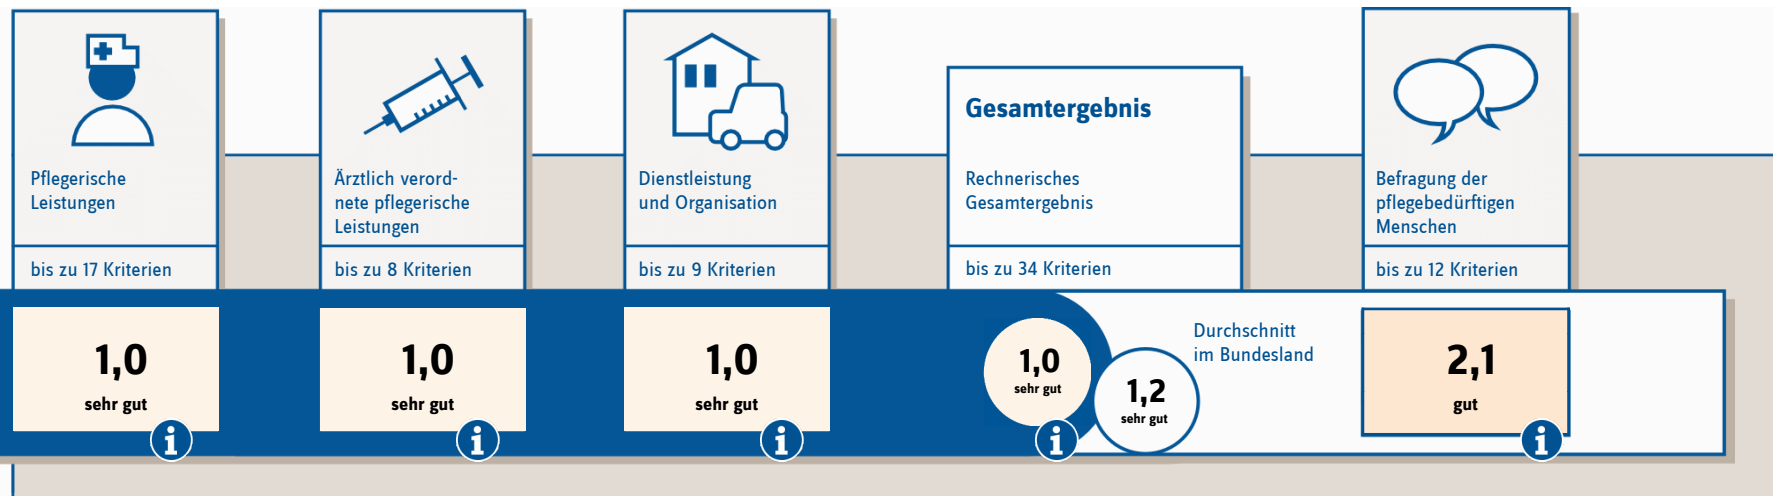 Pflegerische
Leistungen
bis zu 17 Kriterien
1,0
sehr gut
i
Ärztlich verord-
nete pflegerische
Leistungen
bis zu 8 Kriterien
1,0
sehr gut
i
Dienstleistung
und Organisation
bis zu 9 Kriterien
1,0
sehr gut
i
Gesamtergebnis
Rechnerisches
Gesamtergebnis
bis zu 34 Kriterien
1,0
sehr gut
i
1,2
sehr gut
Durchschnitt
im Bundesland
Befragung der
pflegebedürftigen
Menschen
bis zu 12 Kriterien
2,1
gut
i